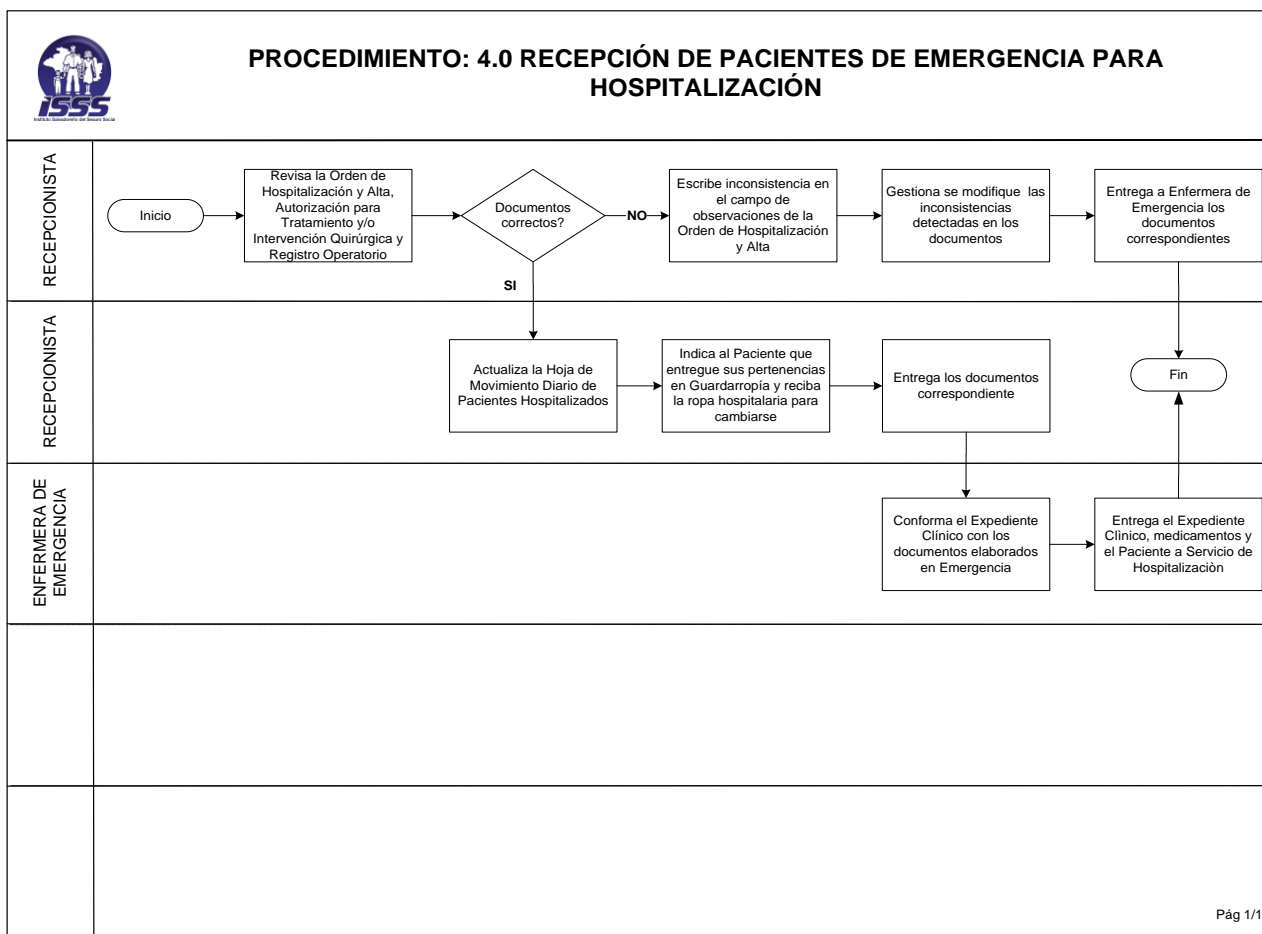 PROCEDIMIENTO: 4.0 RECEPCIÓN DE PACIENTES DE EMERGENCIA PARA
HOSPITALIZACIÓN
ISSS
Instituto Salvadoreño del Seguro Social
RECEPCIONISTA
Inicio
Revisa la Orden de
Hospitalización y Alta,
Autorización para
Tratamiento y/o
Intervención Quirúrgica y
Registro Operatorio
Documentos
correctos?
NO
SI
Escribe inconsistencia en
el campo de
observaciones de la
Orden de Hospitalización
y Alta
Gestiona se modifique las
inconsistencias
detectadas en los
documentos
Entrega a Enfermera de
Emergencia los
documentos
correspondientes
RECEPCIONISTA
Actualiza la Hoja de
Movimiento Diario de
Pacientes Hospitalizados
Indica al Paciente que
entregue sus pertenencias
en Guardarropía y reciba
la ropa hospitalaria para
cambiarse
Entrega los documentos
correspondiente
Fin
ENFERMERA DE
EMERGENCIA
Conforma el Expediente
Clínico con los
documentos elaborados
en Emergencia
Entrega el Expediente
Clìnico, medicamentos y
el Paciente a Servicio de
Hospitalizaciòn
Pág 1/1